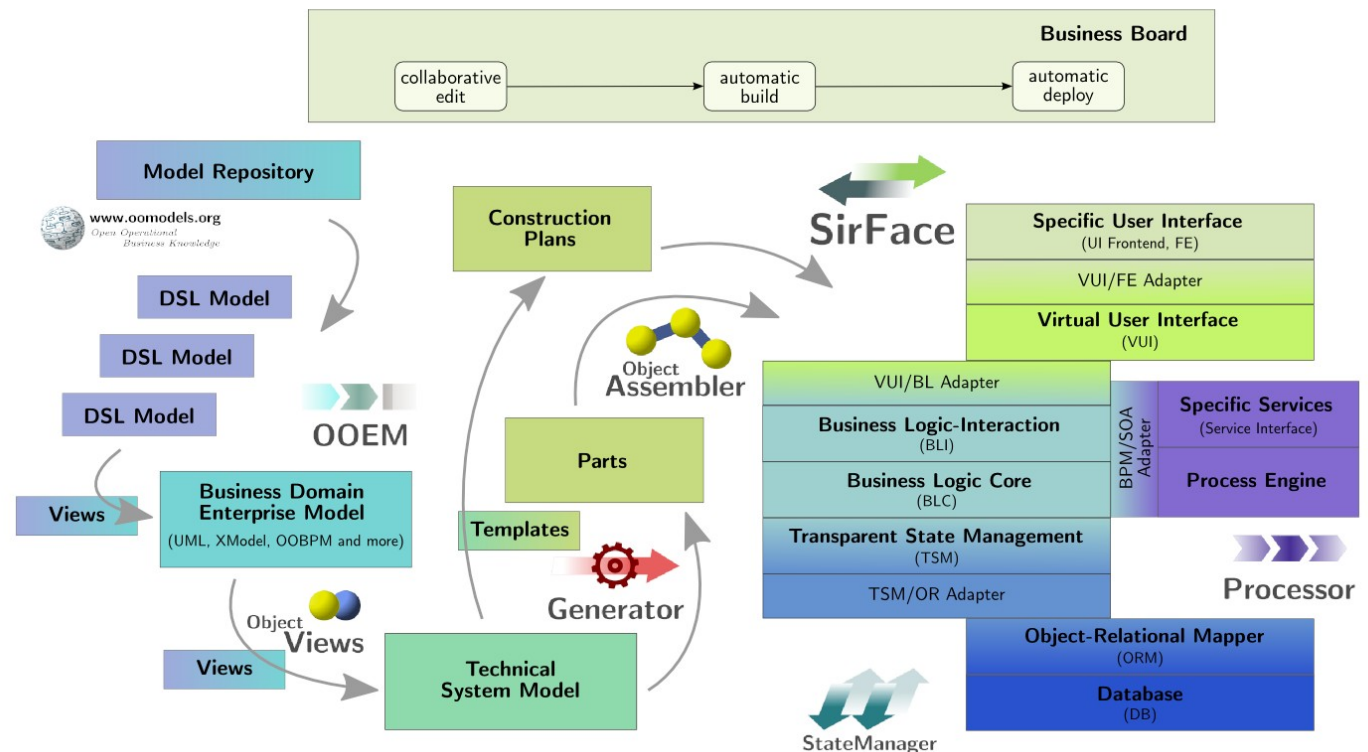 Business Board
collaborative
edit
automatic
build
automatic
deploy
Model Repository
www.oomodels.org
Open Operational
Business Knowledge
DSL Model
DSL Model
DSL Model
OOEM
Views
Business Domain
Enterprise Model
(UML, XModel, OOBPM and more)
Object
Views
Views
Technical
System Model
Construction
Plans
Object
Assembler
Parts
Templates
Generator
SirFace
Specific User Interface
(UI Frontend, FE)
VUI/FE Adapter
Virtual User Interface
(VUI)
VUI/BL Adapter
Business Logic-Interaction
(BLI)
Business Logic Core
(BLC)
Transparent State Management
(TSM)
TSM/OR Adapter
BPM/SOA
Adapter
Specific Services
(Service Interface)
Process Engine
Processor
Object-Relational Mapper
(ORM)
Database
(DB)
StateManager